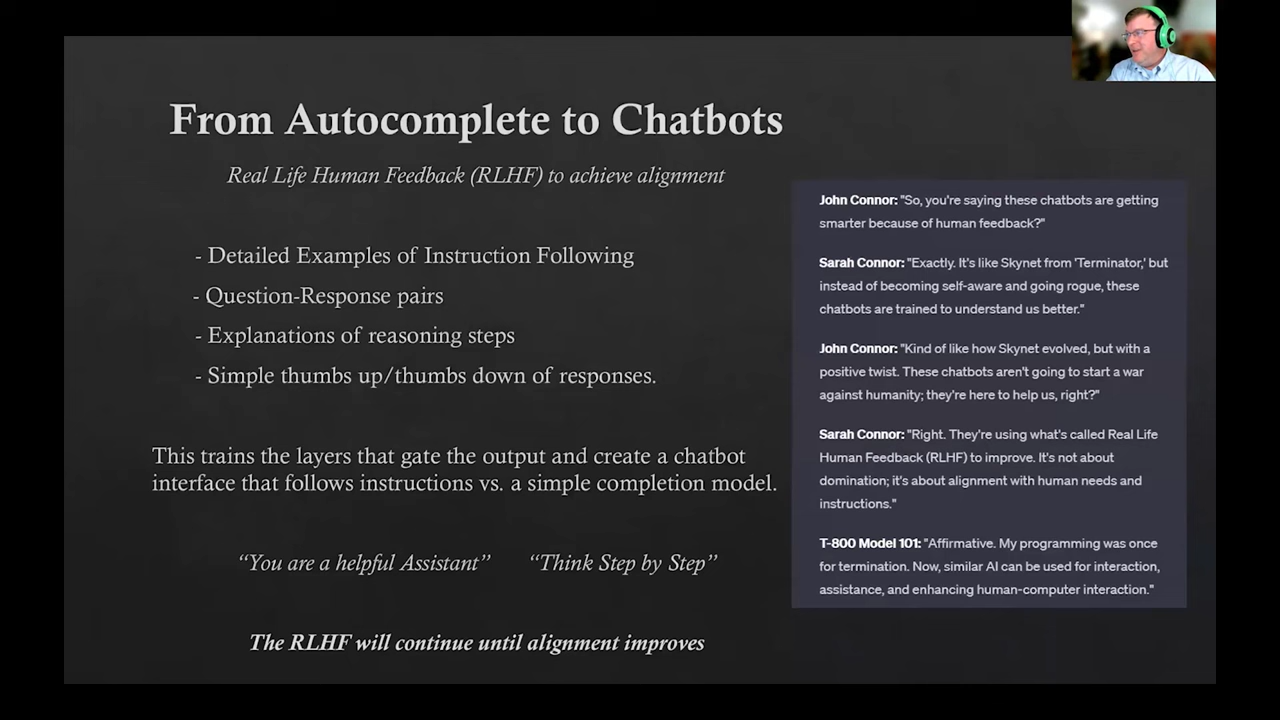 From Autocomplete to Chatbots
Real Life Human Feedback (RLHF) to achieve alignment
- Detailed Examples of Instruction Following
- Question-Response pairs
- Explanations of reasoning steps
- Simple thumbs up/thumbs down of responses.
This trains the layers that gate the output and create a chatbot
interface that follows instructions vs. a simple completion model.
“You are a helpful Assistant” “Think Step by Step”
The RLHF will continue until alignment improves
John Connor: "So, you're saying these chatbots are getting
smarter because of human feedback?"
Sarah Connor: "Exactly. It's like Skynet from 'Terminator,' but
instead of becoming self-aware and going rogue, these
chatbots are trained to understand us better."
John Connor: "Kind of like how Skynet evolved, but with a
positive twist. These chatbots aren't going to start a war
against humanity; they're here to help us, right?"
Sarah Connor: "Right. They're using what's called Real Life
Human Feedback (RLHF) to improve. It's not about
domination; it's about alignment with human needs and
instructions."
T-800 Model 101: "Affirmative. My programming was once
for termination. Now, similar AI can be used for interaction,
assistance, and enhancing human-computer interaction."